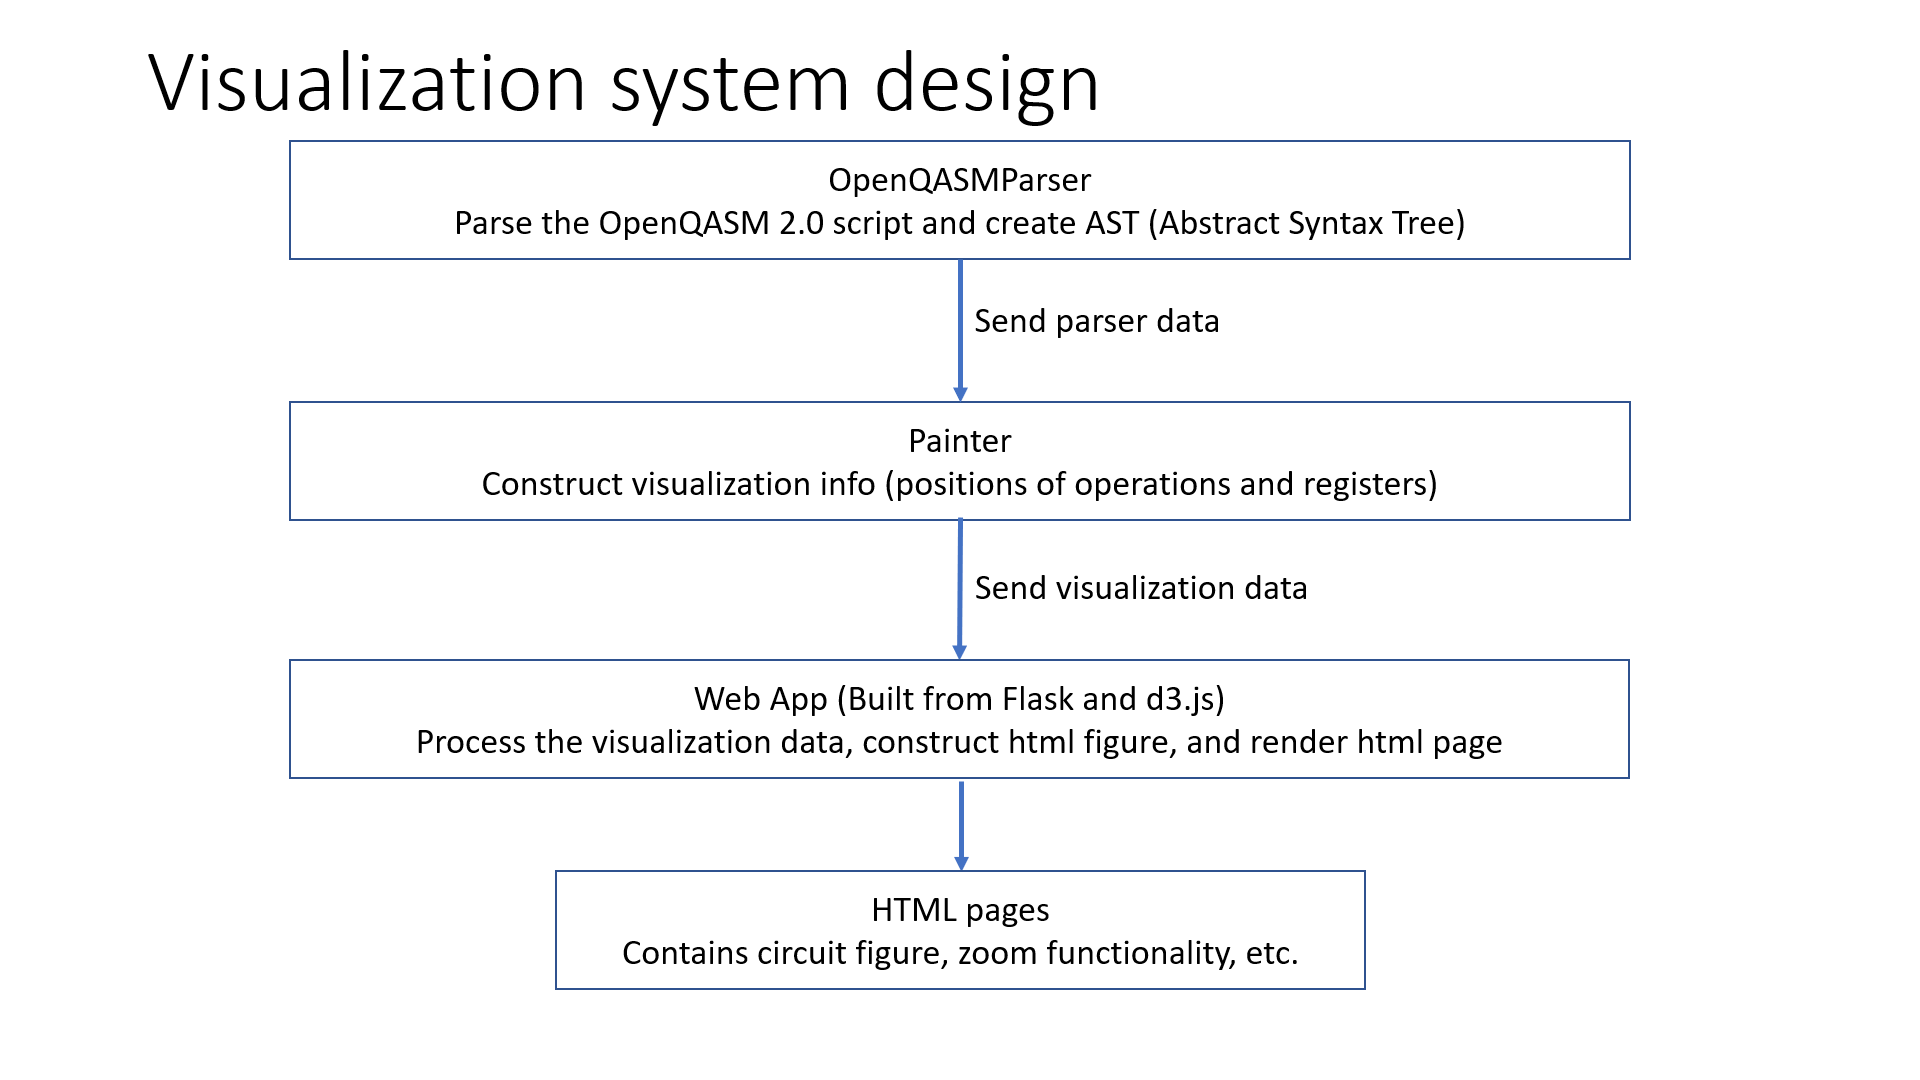 Visualization system design
OpenQASMParser
Parse the OpenQASM 2.0 script and create AST (Abstract Syntax Tree)
Send parser data
Painter
Construct visualization info (positions of operations and registers)
Send visualization data
Web App (Built from Flask and d3.js)
Process the visualization data, construct html figure, and render html page
HTML pages
Contains circuit figure, zoom functionality, etc.